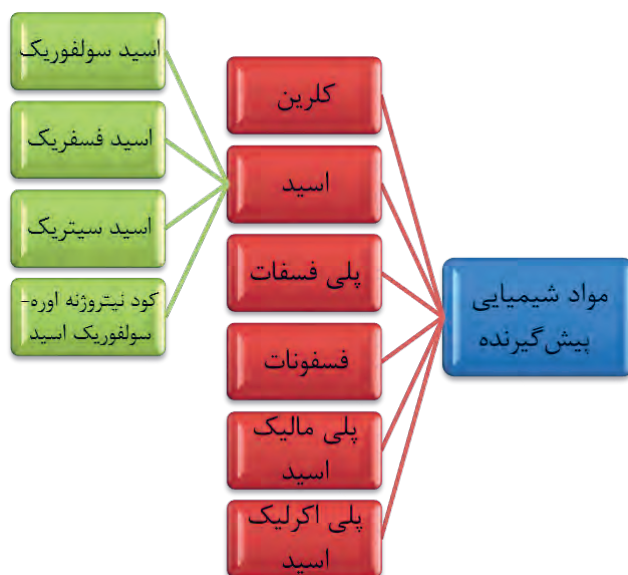 مواد شیمیایی
پیش‌گیرنده
کلرین
اسید
پلی فسفات
فسفونات
پلی مالیک
اسید
پلی اکرلیک
اسید
اسید سولفوریک
اسید فسفریک
اسید سیتریک
کود نیتروژنه اوره-
سولفوریک اسید